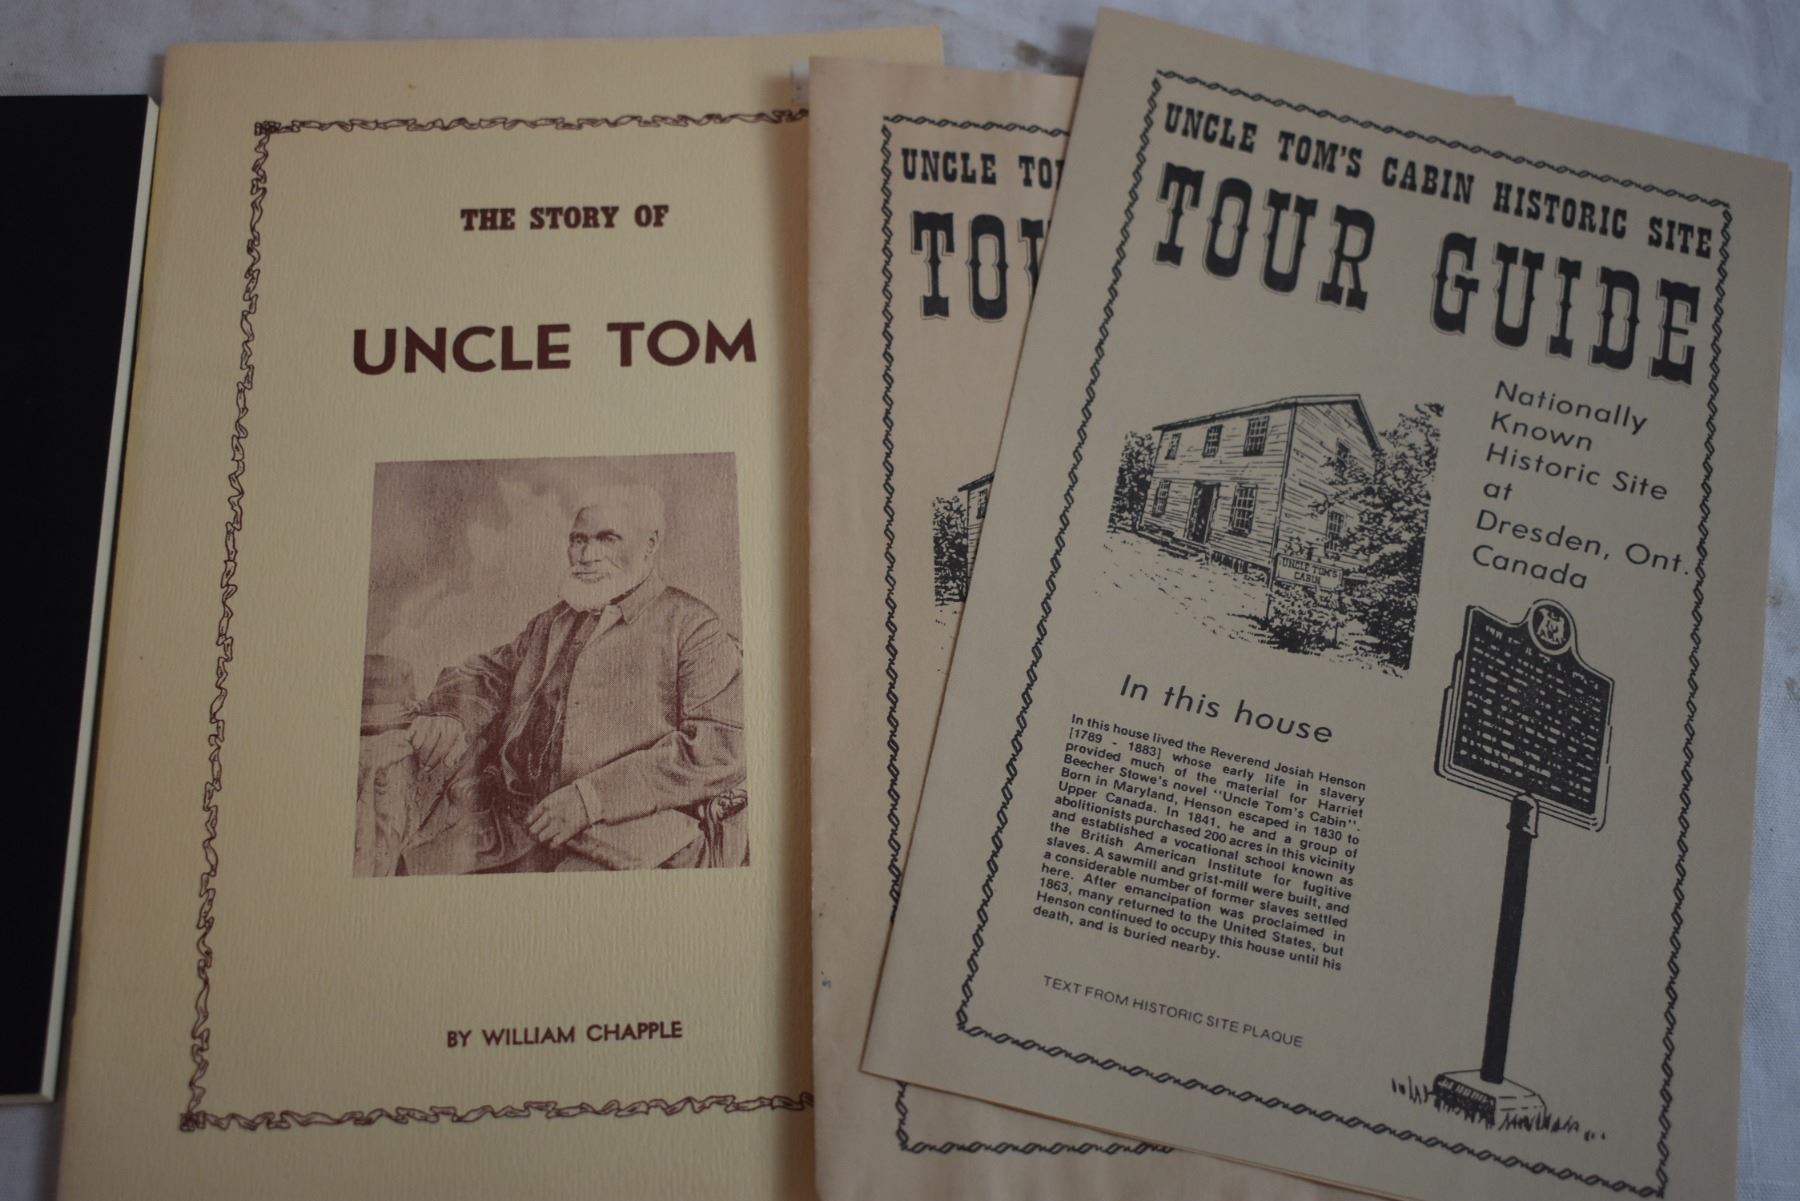 THE STORY OF
UNCLE TOM
BY WILLIAM CHAPPLE
UNCLE TO
TO
UNCLE TOM'S CABIN HISTORIC SITE
TOUR GUIDE
Nationally
Known
Historic Site
at
Dresden, Ont.
Canada
UNCLE TOM'S
CABIN
In this house
In this house lived the Reverend Josiah Henson
[1789 - 1883] whose early life in slavery
provided much of the material for Harriet
Beecher Stowe's novel "Uncle Tom's Cabin".
Born in Maryland, Henson escaped in 1830 to
Upper Canada. In 1841, he and a group of
abolitionists purchased 200 acres in this vicinity
and established a vocational school known as
the British American Institute for fugitive
slaves. A sawmill and grist-mill were built, and
a considerable number of former slaves settled
here. After emancipation was proclaimed in
1863, many returned to the United States, but
Henson continued to occupy this house until his
death, and is buried nearby.
TEXT FROM HISTORIC SITE PLAQUE